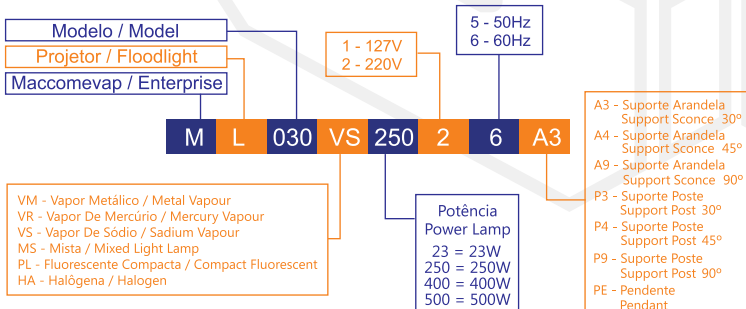 Modelo / Model
Projetor / Floodlight
Maccomevap / Enterprise
1 - 127V
2 - 220V
5 - 50Hz
6 - 60Hz
M L 030 VS 250 2 6 A3
VM - Vapor Metálico / Metal Vapour
VR - Vapor De Mercúrio / Mercury Vapour
VS - Vapor De Sódio / Sadium Vapour
MS - Mista / Mixed Light Lamp
PL - Fluorescente Compacta / Compact Fluorescent
HA - Halôgena / Halogen
Potência
Power Lamp
23 = 23W
250 = 250W
400 = 400W
500 = 500W
A3 - Suporte Arandela
Support Sconce 30º
A4 - Suporte Arandela
Support Sconce 45º
A9 - Suporte Arandela
Support Sconce 90º
P3 - Suporte Poste
Support Post 30º
P4 - Suporte Poste
Support Post 45º
P9 - Suporte Poste
Support Post 90º
PE - Pendente
Pendant